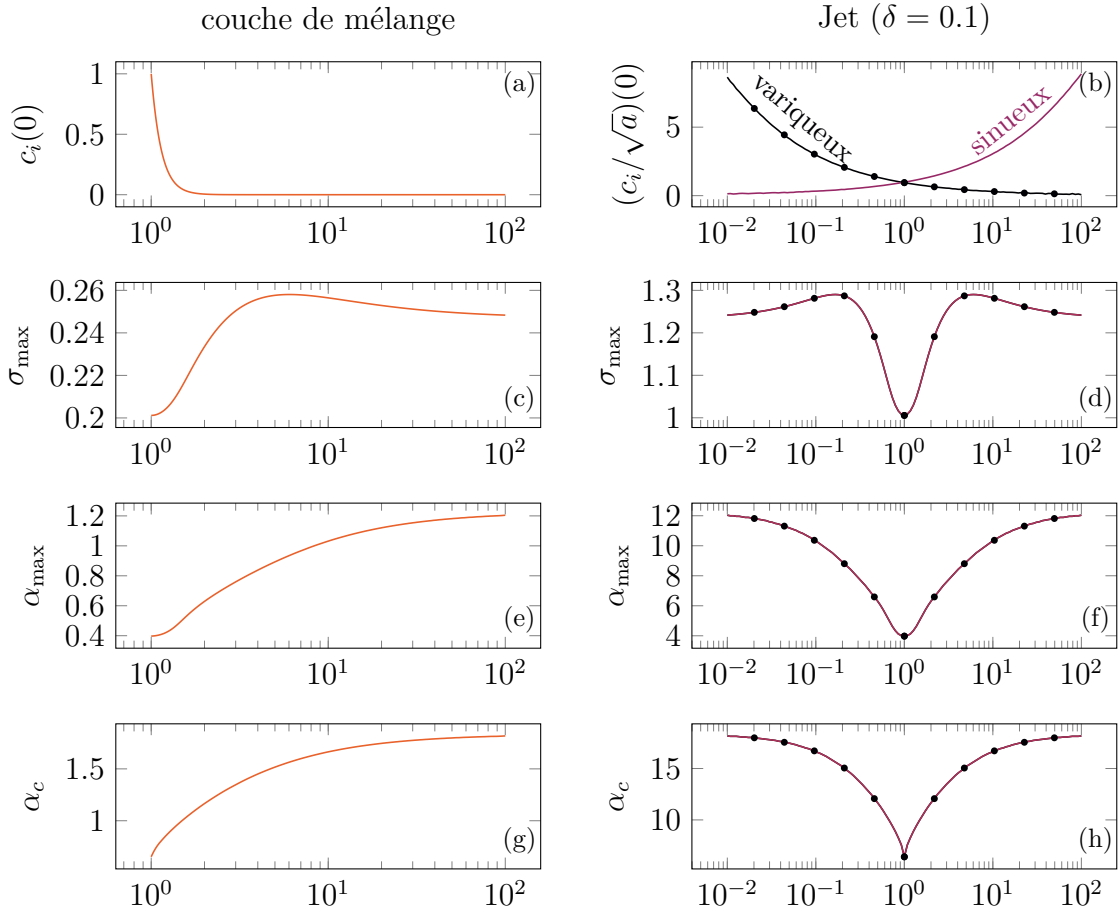 couche de mélange
Jet (δ = 0.1)
(a)
c_i(0)
1
0.5
0
10^0
10^1
10^2
(b)
(c_i/√a)(0)
variqueux
sinueux
5
0
10^−2
10^−1
10^0
10^1
10^2
(c)
σ_max
0.26
0.24
0.22
0.2
10^0
10^1
10^2
(d)
σ_max
1.3
1.2
1.1
1
10^−2
10^−1
10^0
10^1
10^2
(e)
α_max
1.2
1
0.8
0.6
0.4
10^0
10^1
10^2
(f)
α_max
12
10
8
6
4
10^−2
10^−1
10^0
10^1
10^2
(g)
α_c
1.5
1
10^0
10^1
10^2
(h)
α_c
15
10
10^−2
10^−1
10^0
10^1
10^2